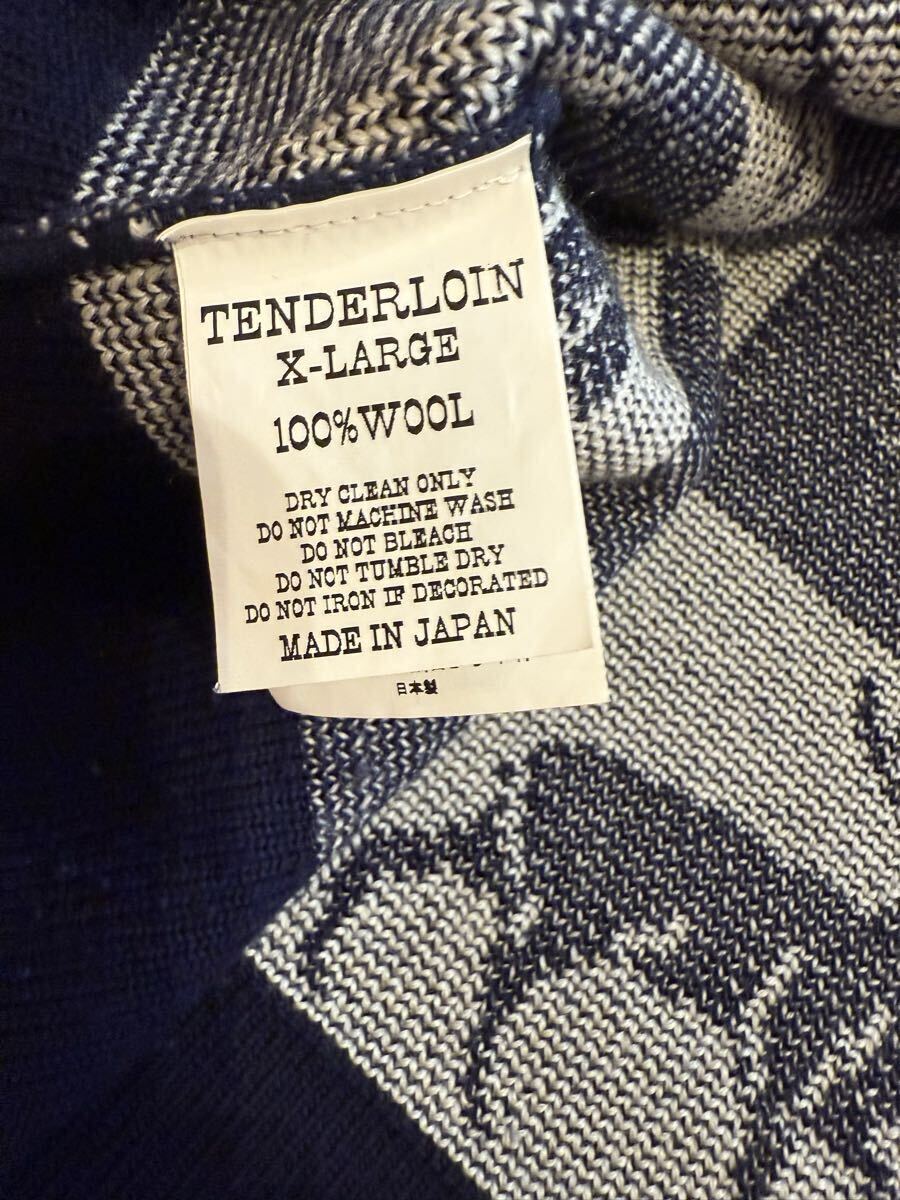 TENDERLOIN
X-LARGE
100%WOOL
DRY CLEAN ONLY
DO NOT MACHINE WASH
DO NOT BLEACH
DO NOT TUMBLE DRY
DO NOT IRON IF DECORATED
MADE IN JAPAN
日本製